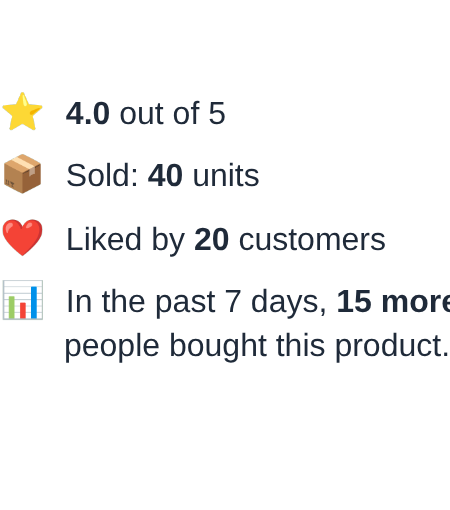 4.0 out of 5
Sold: 40 units
Liked by 20 customers
In the past 7 days, 15 more
people bought this product.